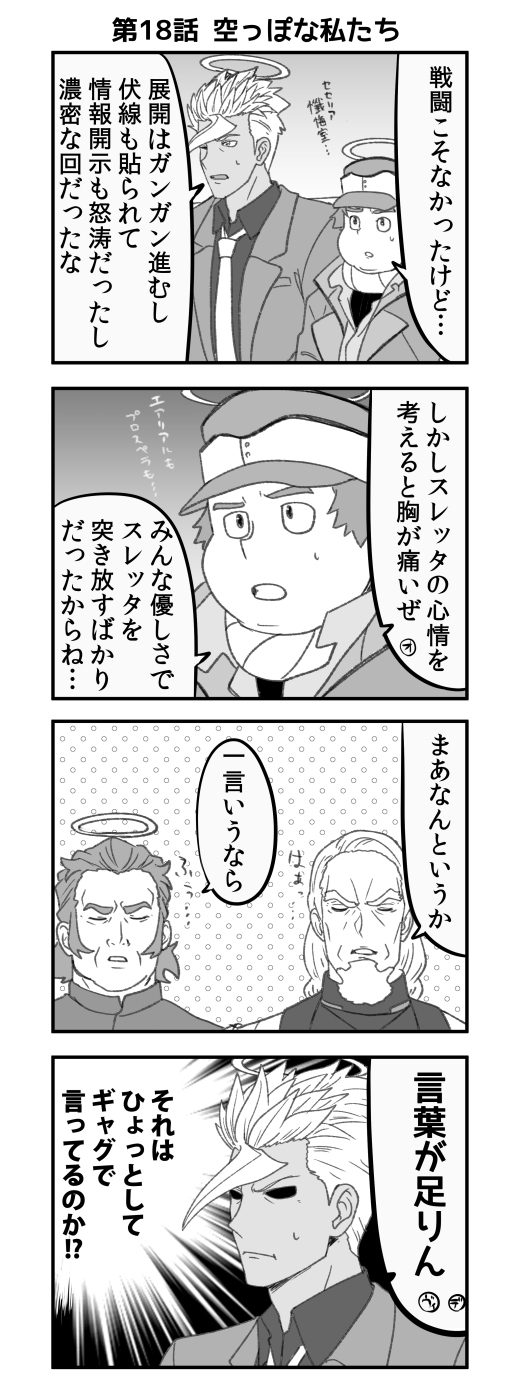 第18話 空っぽな私たち
戦闘こそなかったけど…
セセリア
懺悔室…
展開はガンガン進むし
伏線も貼られて
情報開示も怒涛だったし
濃密な回だったな
しかしスレッタの心情を
考えると胸が痛いぜ
オ
エアリアルも
プロスペラも…
みんな優しさで
スレッタを
突き放すばかり
だったからね…
まあなんというか
はぁっ…
一言いうなら
ふぅっ…
言葉が足りん
デ
ヴィ
それは
ひょっとして
ギャグで
言ってるのか!?